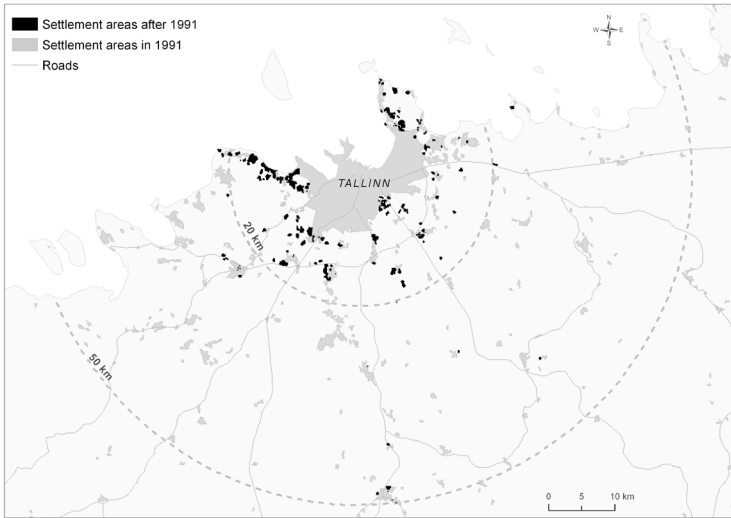 Settlement areas after 1991
Settlement areas in 1991
Roads
N
W E
S
TALLINN
20 km
50 km
0 5 10 km